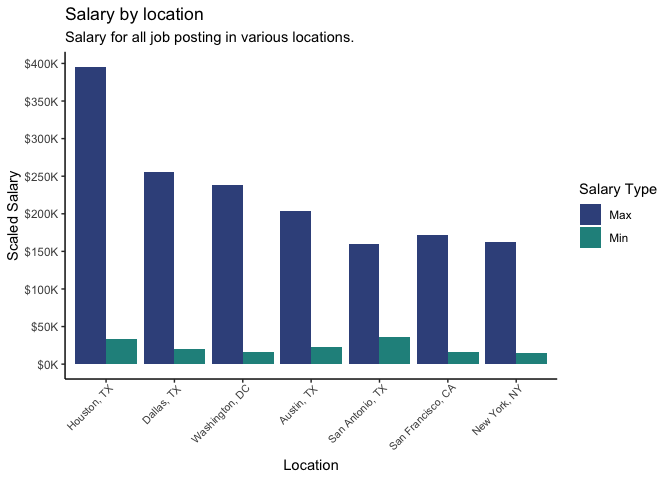 Salary by location
Salary for all job posting in various locations.
$400K
$350K
$300K
$250K
$200K
$150K
$100K
$50K
$0K
Scaled Salary
Houston, TX
Dallas, TX
Washington, DC
Austin, TX
San Antonio, TX
San Francisco, CA
New York, NY
Location
Salary Type
Max
Min